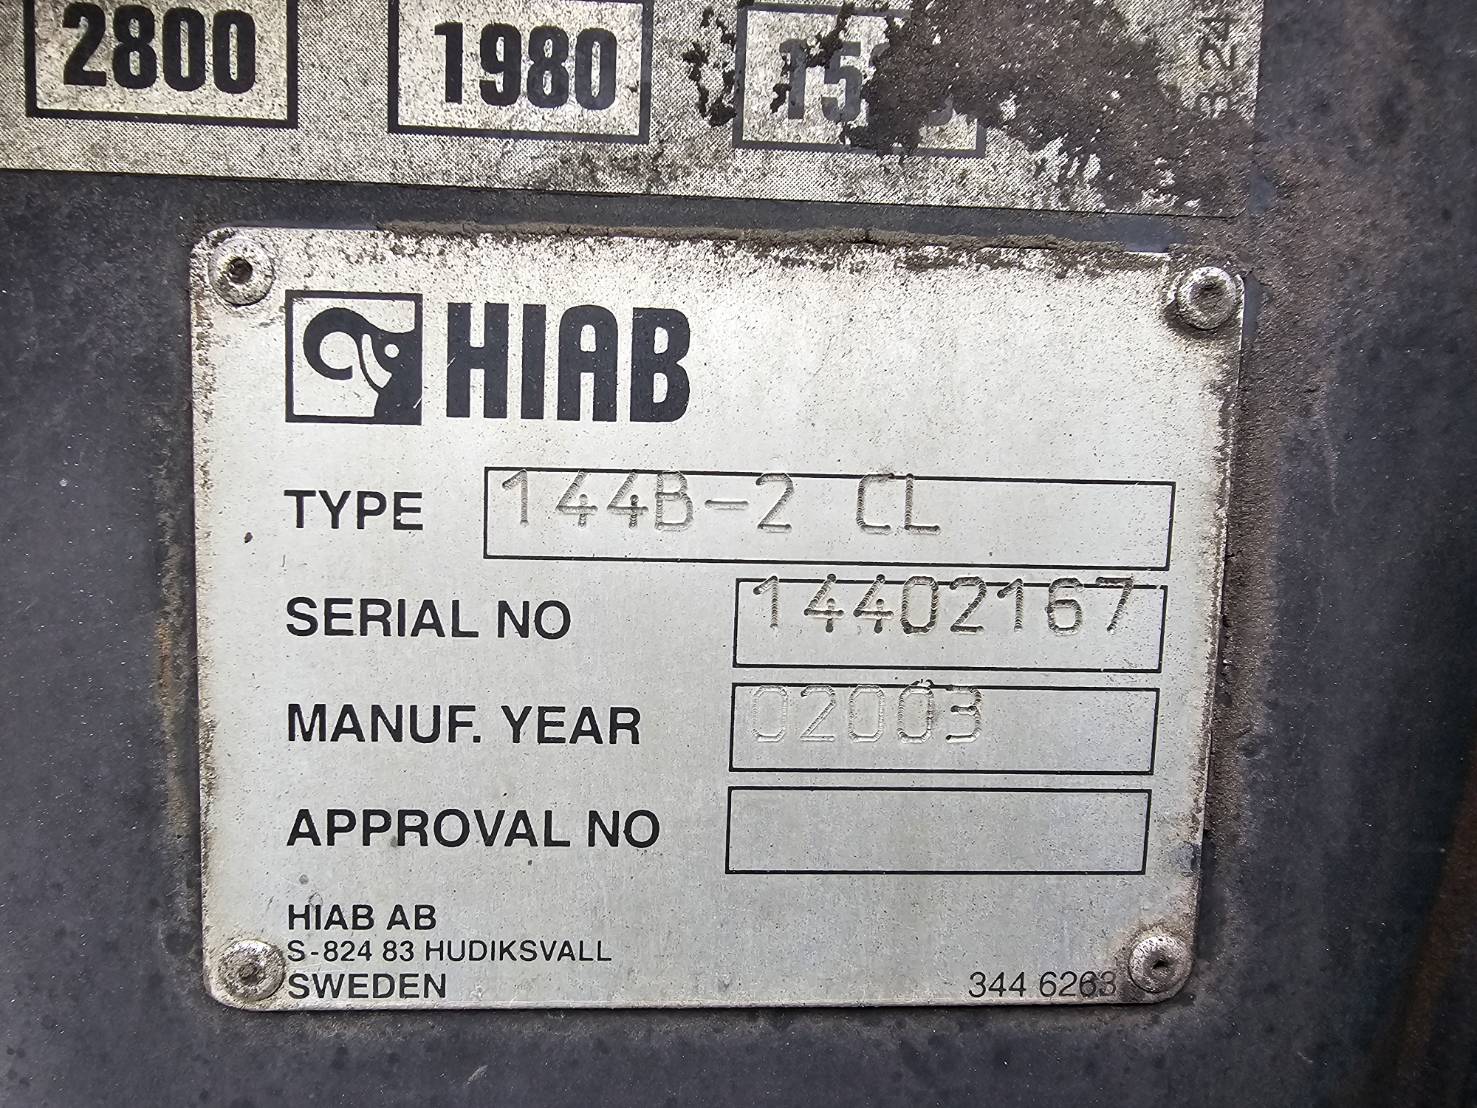 2800 1980
HIAB
TYPE 144B-2 CL
SERIAL NO 14402167
MANUF. YEAR 02003
APPROVAL NO
HIAB AB
S-824 83 HUDIKSVALL
SWEDEN 344 6263